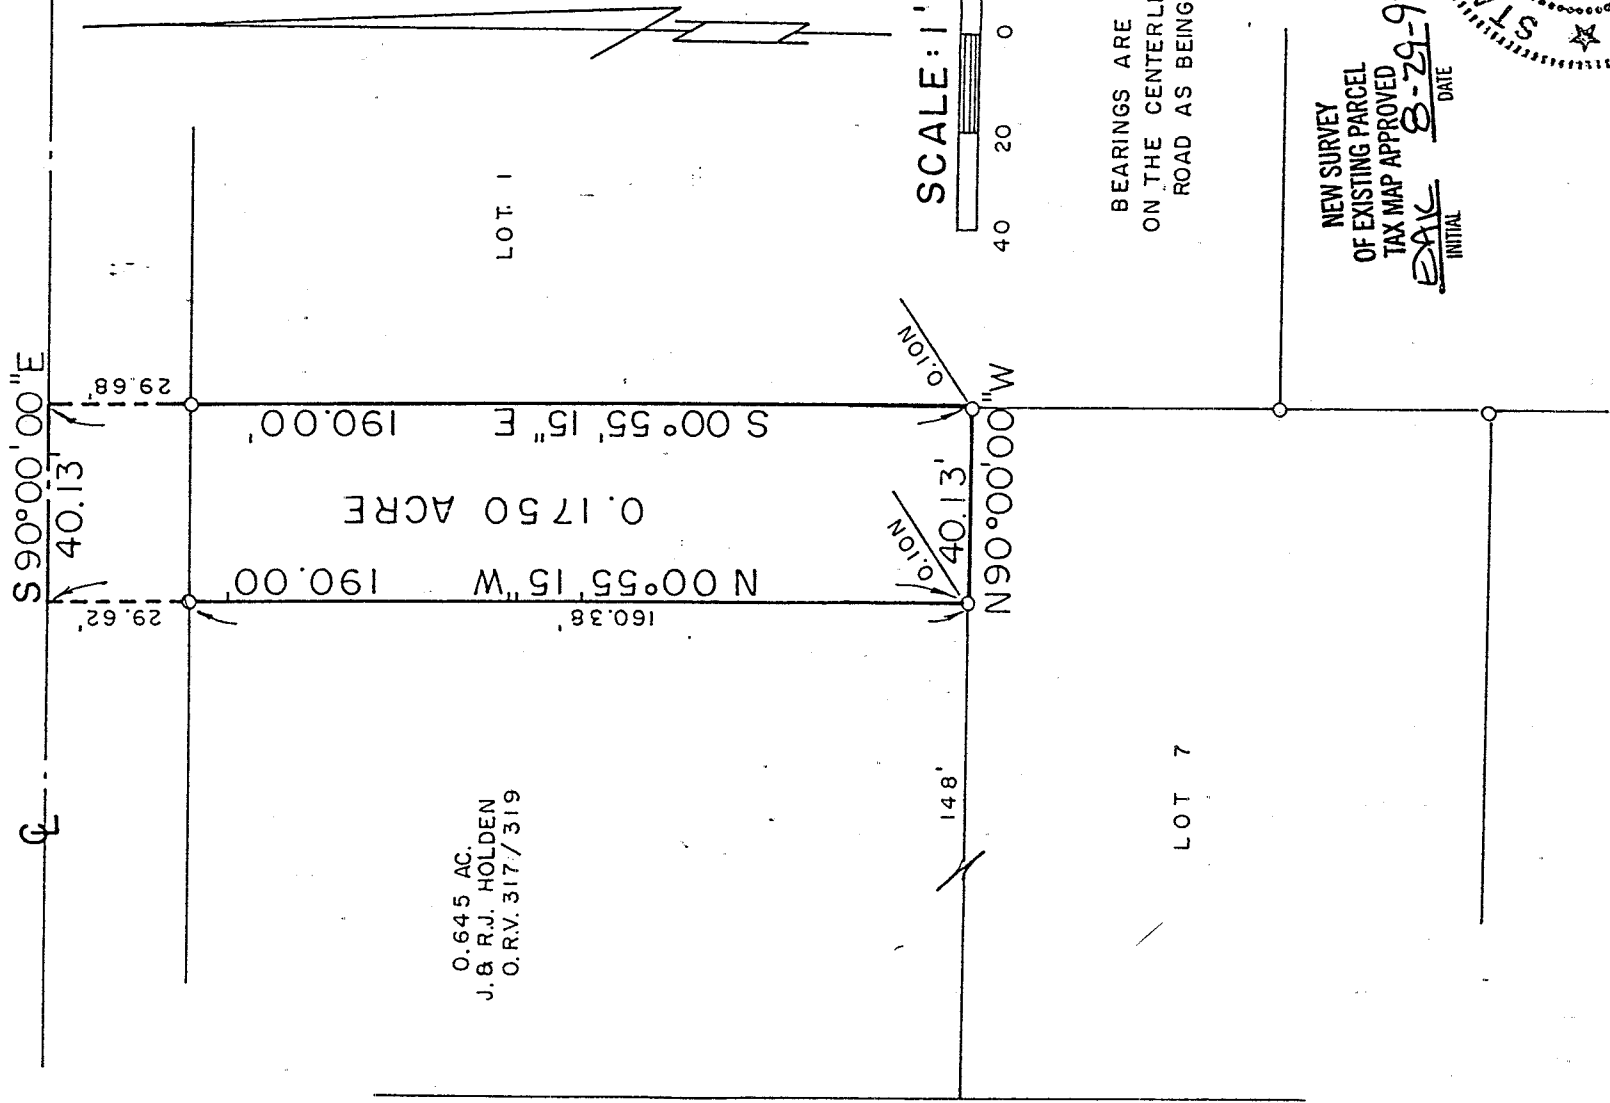 S 90°00'00"E
40.13'
29.68'
29.62'
℄
LOT 1
S 00°55'15" E 190.00'
0.1750 ACRE
N 00°55'15"W 190.00'
160.38'
0.10N
0.10N
40.13'
N90°00'00"W
148'
0.645 AC.
J. & R.J. HOLDEN
O.R.V. 317/319
LOT 7
SCALE: 1"
40 20 0
BEARINGS ARE
ON THE
ROAD AS BEING
NEW SURVEY
OF EXISTING PARCEL
TAX MAP APPROVED
8-29-9
INITIAL DATE